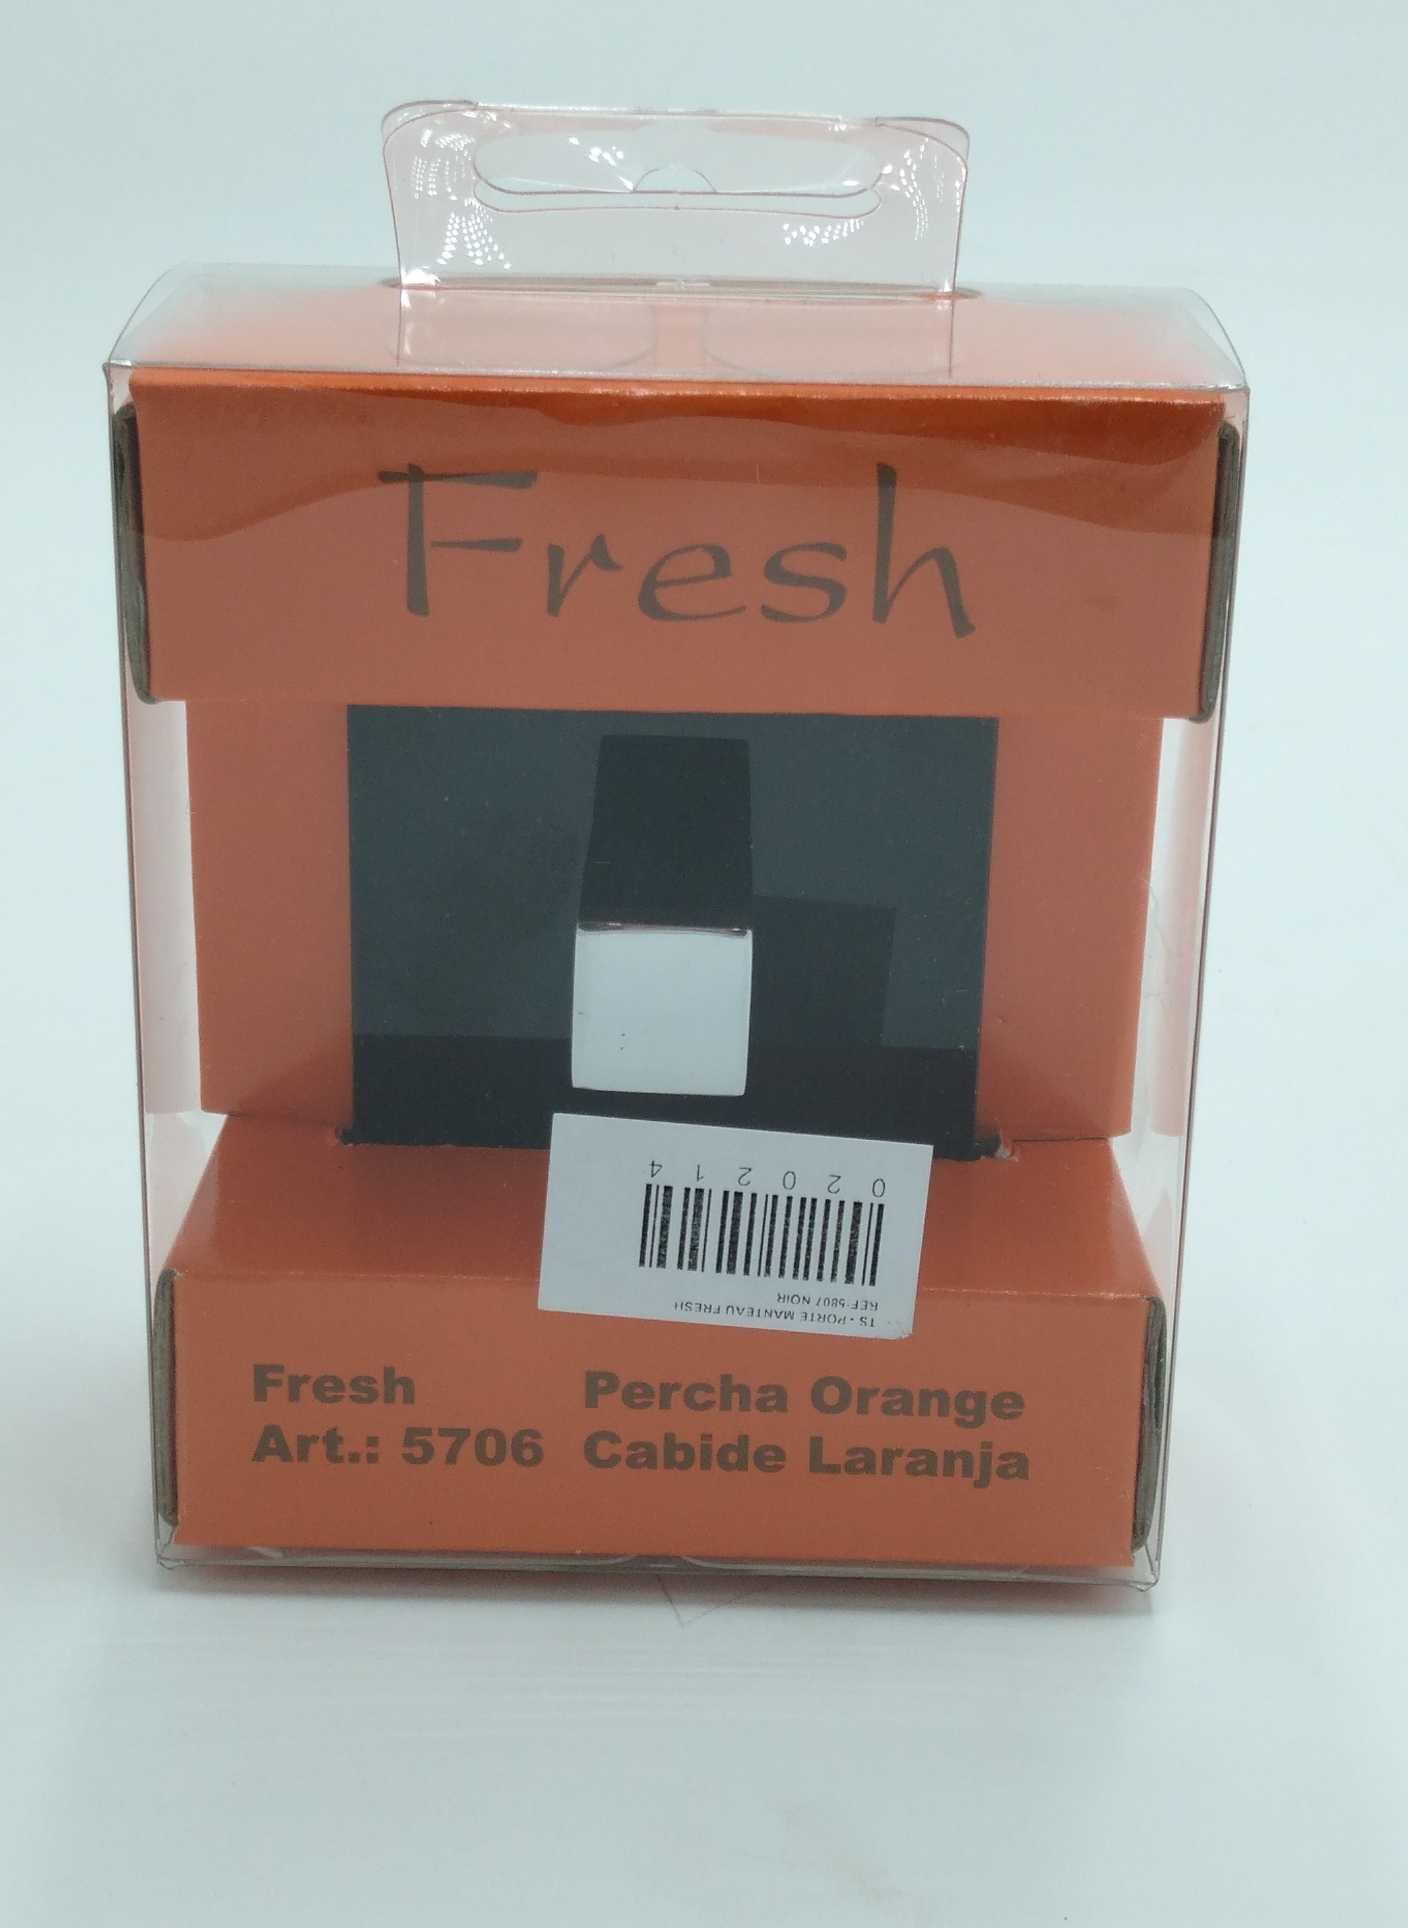 Fresh
020214
TS - PORTE MANTEAU FRESH
REF:5807 NOIR
Fresh
Art.: 5706
Percha Orange
Cabide Laranja